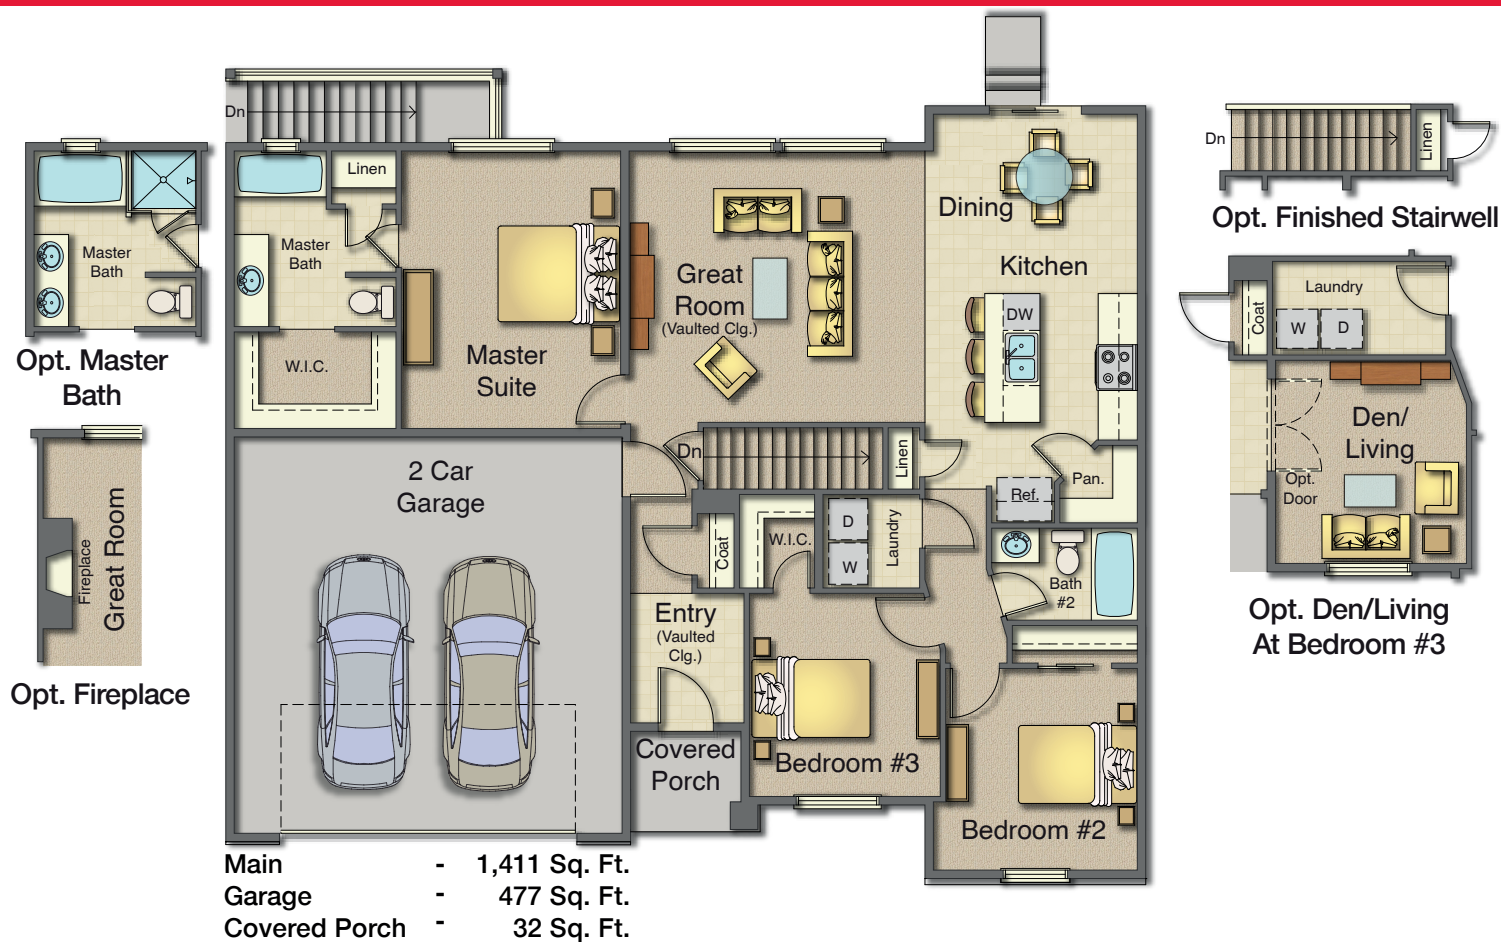 Dn
Linen
Master
Bath
W.I.C.
Master
Suite
Great
Room
(Vaulted Clg.)
Dining
Kitchen
DW
Dn
Linen
Pan.
Ref.
2 Car
Garage
Coat
W.I.C.
D
W
Laundry
Bath
#2
Entry
(Vaulted
Clg.)
Covered
Porch
Bedroom #3
Bedroom #2
Master
Bath
Opt. Master
Bath
Fireplace
Great Room
Opt. Fireplace
Dn
Linen
Opt. Finished Stairwell
Laundry
Coat
W
D
Den/
Living
Opt.
Door
Opt. Den/Living
At Bedroom #3
Main - 1,411 Sq. Ft.
Garage - 477 Sq. Ft.
Covered Porch - 32 Sq. Ft.